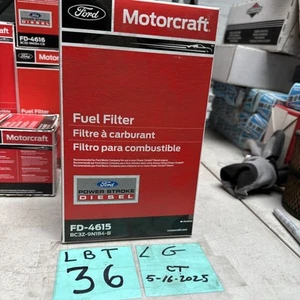 Ford
Motorcraft
Fuel Filter
Filtre à carburant
Filtro para combustible
Ford
POWER STROKE
DIESEL
FD-4615
BC3Z-9N184-B
LBT
36
LG
CT
5-16-2025
FD-4615
Motorcraft